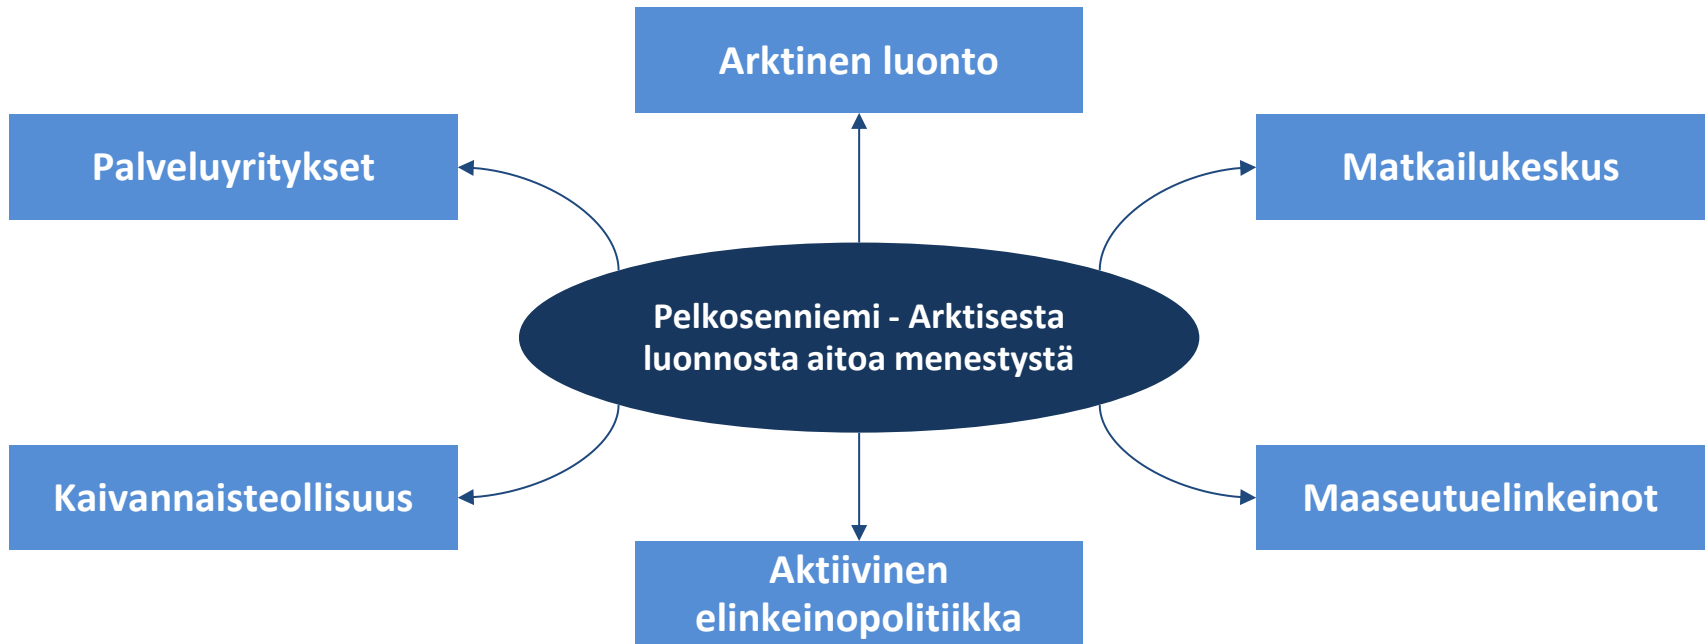 Arktinen luonto
Palveluyritykset
Matkailukeskus
Pelkosenniemi - Arktisesta
luonnosta aitoa menestystä
Kaivannaisteollisuus
Maaseutuelinkeinot
Aktiivinen
elinkeinopolitiikka